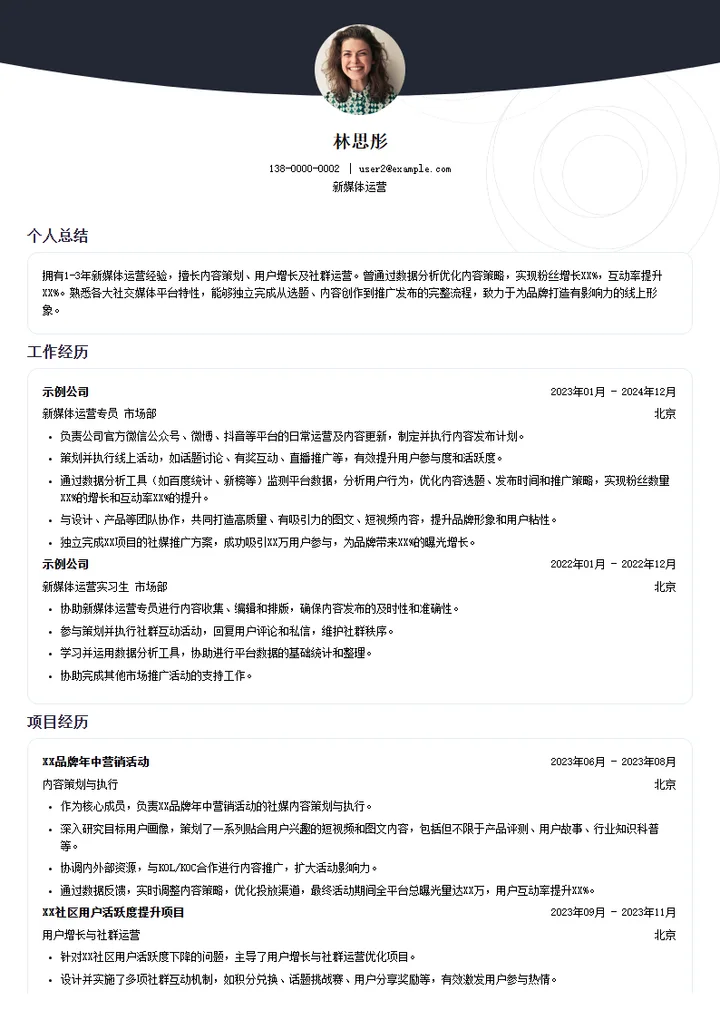 林思彤
138-0000-0002 | user2@example.com
新媒体运营
个人总结
拥有1-3年新媒体运营经验，擅长内容策划、用户增长及社群运营。曾通过数据分析优化内容策略，实现粉丝增长XX%，互动率提升
XX%。熟悉各大社交媒体平台特性，能够独立完成从选题、内容创作到推广发布的完整流程，致力于为品牌打造有影响力的线上形
象。
工作经历
示例公司 2023年01月 - 2024年12月
新媒体运营专员 市场部 北京
• 负责公司官方微信公众号、微博、抖音等平台的日常运营及内容更新，制定并执行内容发布计划。
• 策划并执行线上活动，如话题讨论、有奖互动、直播推广等，有效提升用户参与度和活跃度。
• 通过数据分析工具（如百度统计、新榜等）监测平台数据，分析用户行为，优化内容选题、发布时间和推广策略，实现粉丝数量
XX%的增长和互动率XX%的提升。
• 与设计、产品等团队协作，共同打造高质量、有吸引力的图文、短视频内容，提升品牌形象和用户粘性。
• 独立完成XX项目的社媒推广方案，成功吸引XX万用户参与，为品牌带来XX%的曝光增长。
示例公司 2022年01月 - 2022年12月
新媒体运营实习生 市场部 北京
• 协助新媒体运营专员进行内容收集、编辑和排版，确保内容发布的及时性和准确性。
• 参与策划并执行社群互动活动，回复用户评论和私信，维护社群秩序。
• 学习并运用数据分析工具，协助进行平台数据的基础统计和整理。
• 协助完成其他市场推广活动的支持工作。
项目经历
XX品牌年中营销活动 2023年06月 - 2023年08月
内容策划与执行 北京
• 作为核心成员，负责XX品牌年中营销活动的社媒内容策划与执行。
• 深入研究目标用户画像，策划了一系列贴合用户兴趣的短视频和图文内容，包括但不限于产品评测、用户故事、行业知识科普
等。
• 协调内外部资源，与KOL/KOC合作进行内容推广，扩大活动影响力。
• 通过数据反馈，实时调整内容策略，优化投放渠道，最终活动期间全平台总曝光量达XX万，用户互动率提升XX%。
XX社区用户活跃度提升项目 2023年09月 - 2023年11月
用户增长与社群运营 北京
• 针对XX社区用户活跃度下降的问题，主导了用户增长与社群运营优化项目。
• 设计并实施了多项社群互动机制，如积分兑换、话题挑战赛、用户分享奖励等，有效激发用户参与热情。